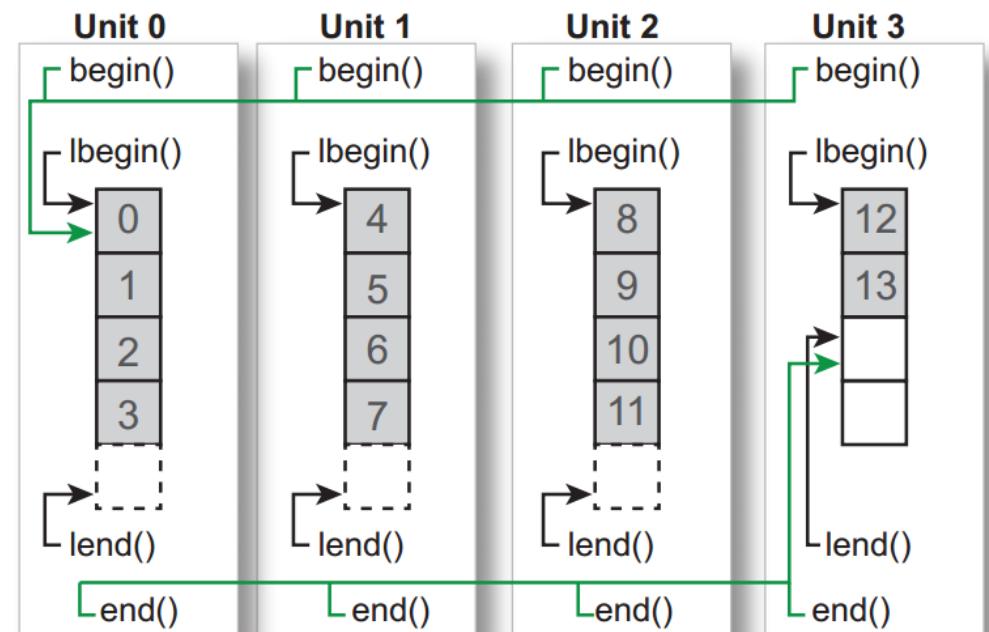 Unit 0 Unit 1 Unit 2 Unit 3
begin() begin() begin() begin()
lbegin() lbegin() lbegin() lbegin()
0 4 8 12
1 5 9 13
2 6 10
3 7 11
lend() lend() lend() lend()
end() end() end() end()